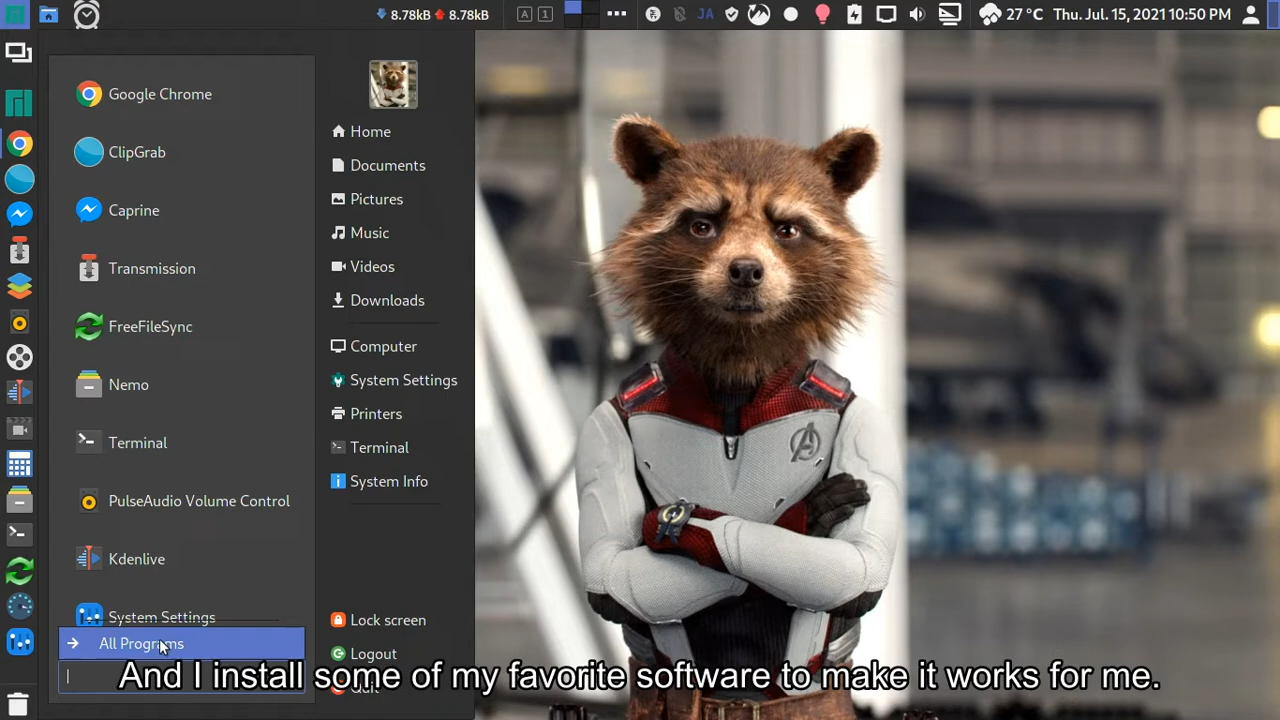 8.78kB 8.78kB A 1 JA 27 °C Thu. Jul. 15, 2021 10:50 PM
Google Chrome
ClipGrab
Caprine
Transmission
FreeFileSync
Nemo
Terminal
PulseAudio Volume Control
Kdenlive
System Settings
All Programs
Home
Documents
Pictures
Music
Videos
Downloads
Computer
System Settings
Printers
Terminal
System Info
Lock screen
Logout
Quit
And I install some of my favorite software to make it works for me.